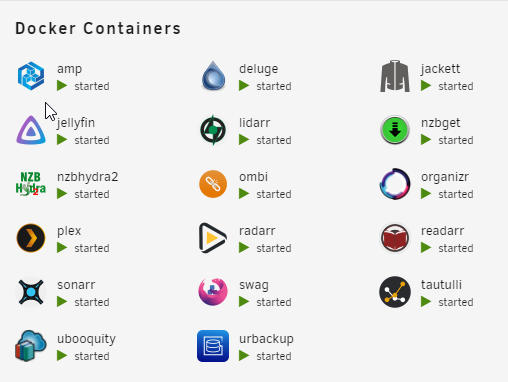 Docker Containers
amp
started
deluge
started
jackett
started
jellyfin
started
lidarr
started
nzbget
started
NZB
Hydra
2
nzbhydra2
started
ombi
started
organizr
started
plex
started
radarr
started
readarr
started
sonarr
started
swag
started
tautulli
started
ubooquity
started
urbackup
started